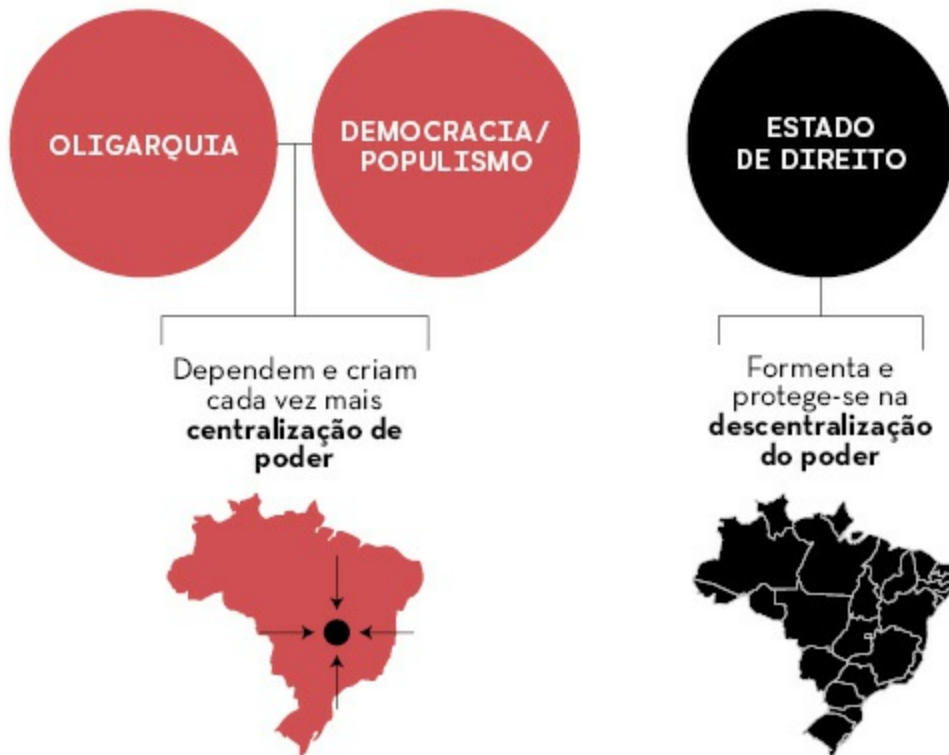 OLIGARQUIA
DEMOCRACIA/
POPULISMO
ESTADO
DE DIREITO
Dependem e criam
cada vez mais
centralização de
poder
Formenta e
protege-se na
descentralização
do poder